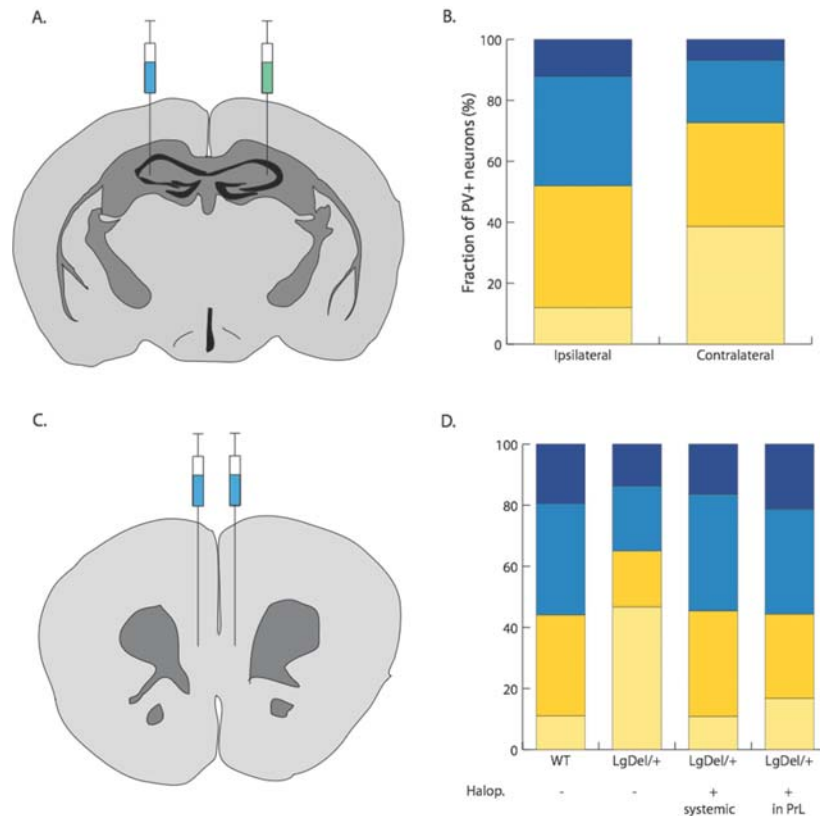 A.
B.
Fraction of PV+ neurons (%)
100
80
60
40
20
0
Ipsilateral Contralateral
C.
D.
100
80
60
40
20
0
WT LgDel/+ LgDel/+ LgDel/+
Halop. - - + +
systemic in PrL